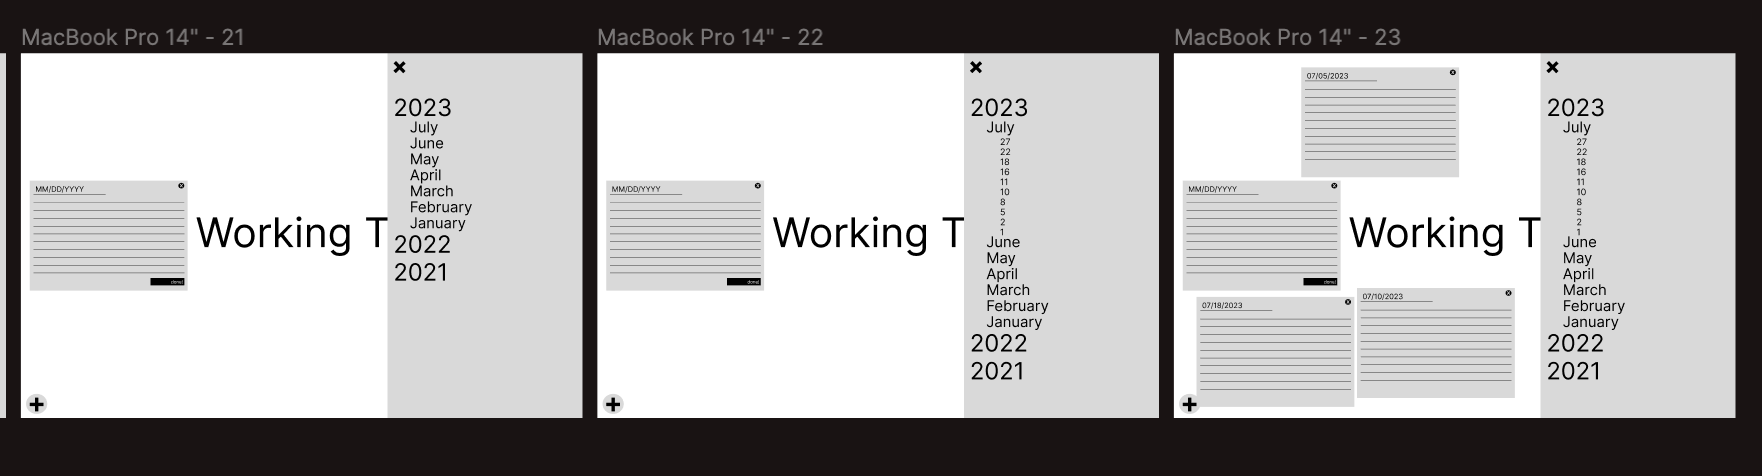 MacBook Pro 14" - 21
2023
July
June
May
April
March
February
January
2022
2021
MM/DD/YYYY
done!
Working T
MacBook Pro 14" - 22
2023
July
27
22
18
16
11
10
8
5
2
1
June
May
April
March
February
January
2022
2021
MM/DD/YYYY
done!
Working T
MacBook Pro 14" - 23
07/05/2023
MM/DD/YYYY
done!
Working T
07/18/2023
07/10/2023
2023
July
27
22
18
16
11
10
8
5
2
1
June
May
April
March
February
January
2022
2021